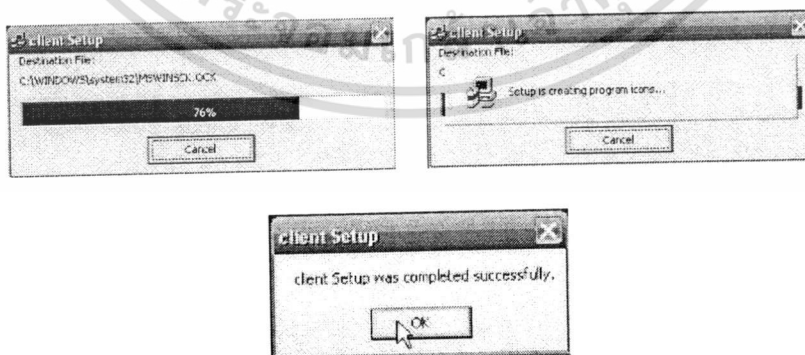 client Setup
Destination File:
C:\WINDOWS\system32\MSWINSCK.OCX
76%
Cancel
client Setup
Destination File:
C
Setup is creating program icons...
Cancel
client Setup
client Setup was completed successfully.
OK